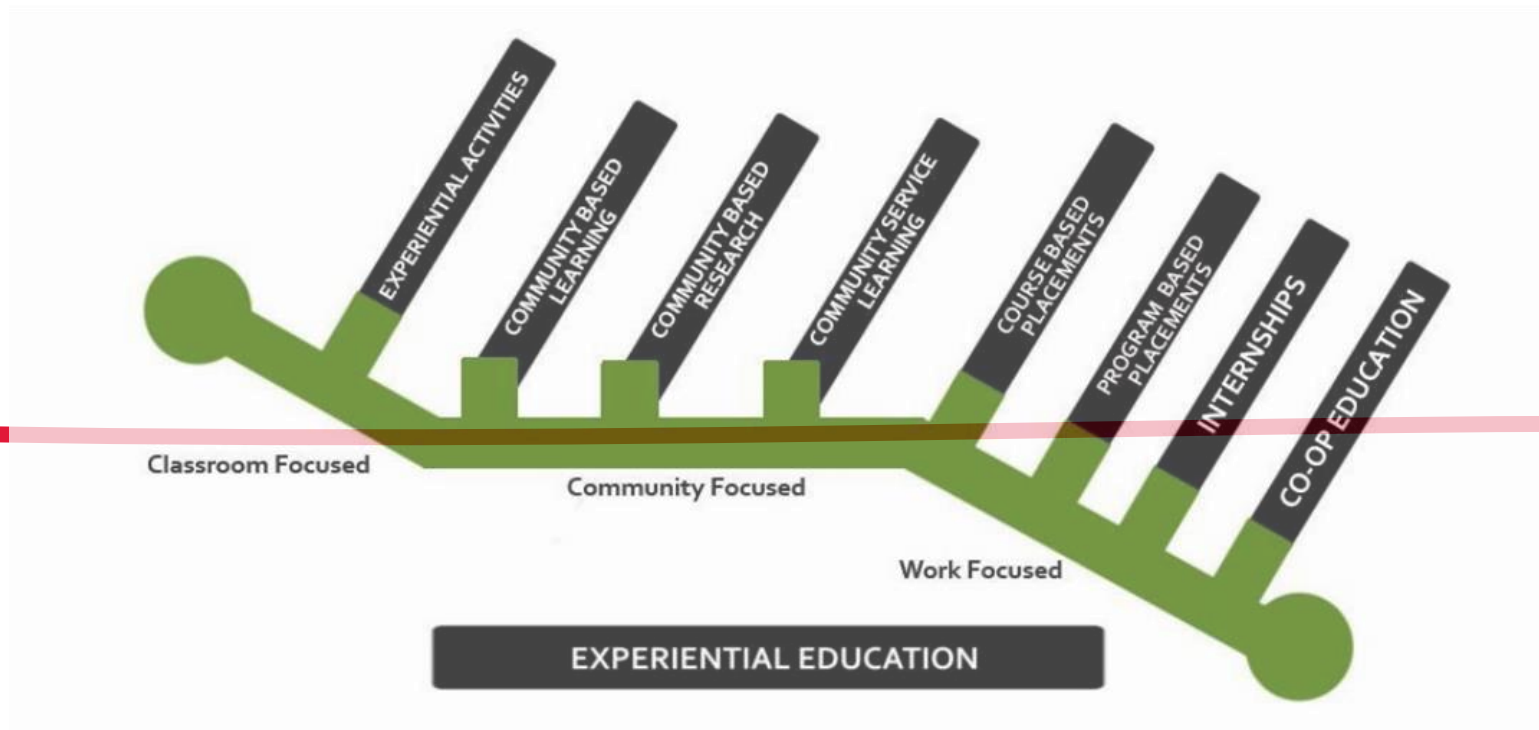 EXPERIENTIAL ACTIVITIES
COMMUNITY BASED
LEARNING
COMMUNITY BASED
RESEARCH
COMMUNITY SERVICE
LEARNING
COURSE BASED
PLACEMENTS
PROGRAM BASED
PLACEMENTS
INTERNSHIPS
CO-OP EDUCATION
Classroom Focused
Community Focused
Work Focused
EXPERIENTIAL EDUCATION